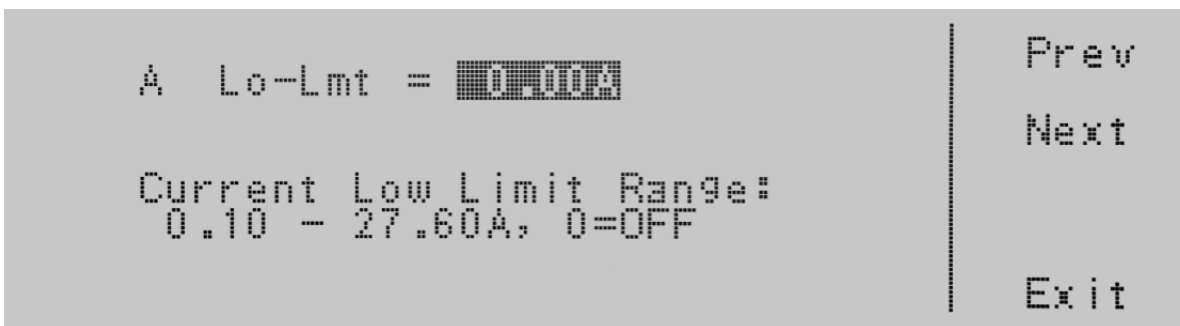 A Lo-Lmt = 0.00A
Current Low Limit Range:
0.10 - 27.60A, 0=OFF
Prev
Next
Exit